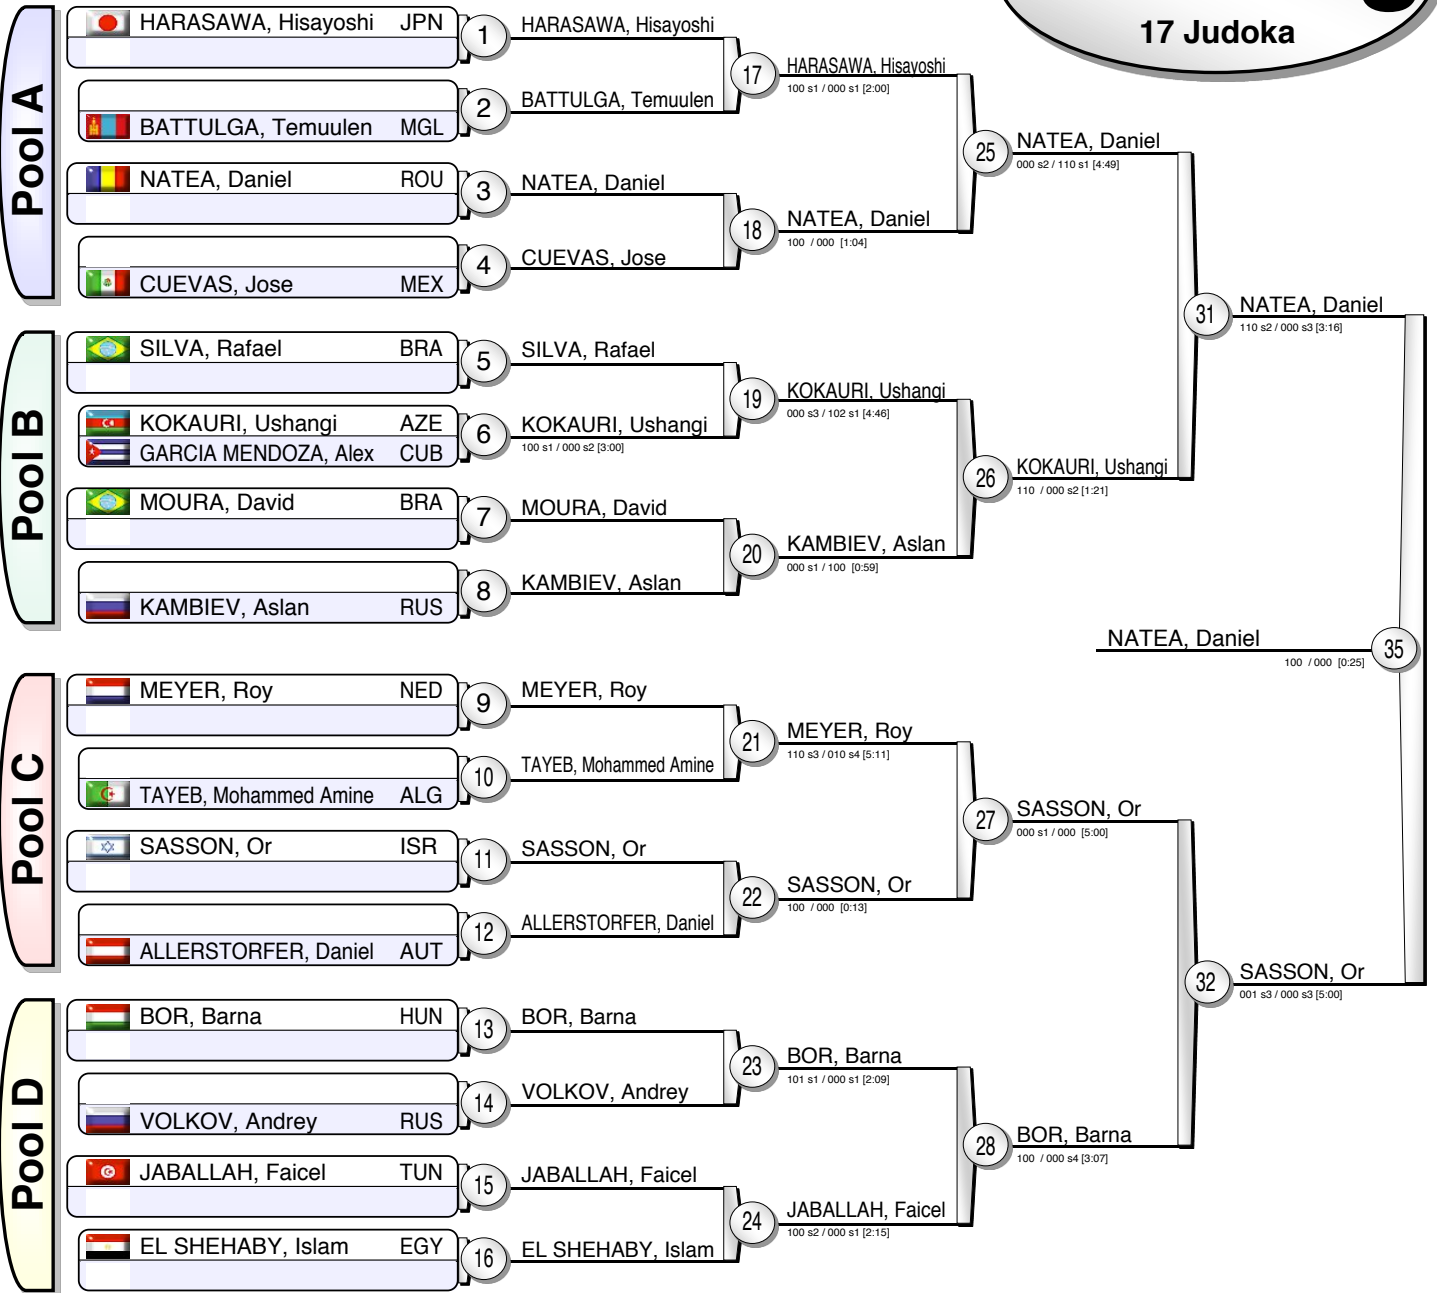 17 Judoka
Pool A
HARASAWA, Hisayoshi JPN
1
HARASAWA, Hisayoshi
2
BATTULGA, Temuulen
BATTULGA, Temuulen MGL
17
HARASAWA, Hisayoshi
100 s1 / 000 s1 [2:00]
NATEA, Daniel ROU
3
NATEA, Daniel
4
CUEVAS, Jose
CUEVAS, Jose MEX
18
NATEA, Daniel
100 / 000 [1:04]
25
NATEA, Daniel
000 s2 / 110 s1 [4:49]
Pool B
SILVA, Rafael BRA
5
SILVA, Rafael
KOKAURI, Ushangi AZE
GARCIA MENDOZA, Alex CUB
6
KOKAURI, Ushangi
100 s1 / 000 s2 [3:00]
19
KOKAURI, Ushangi
000 s3 / 102 s1 [4:46]
MOURA, David BRA
7
MOURA, David
8
KAMBIEV, Aslan
KAMBIEV, Aslan RUS
20
KAMBIEV, Aslan
000 s1 / 100 [0:59]
26
KOKAURI, Ushangi
110 / 000 s2 [1:21]
31
NATEA, Daniel
110 s2 / 000 s3 [3:16]
NATEA, Daniel
100 / 000 [0:25]
35
Pool C
MEYER, Roy NED
9
MEYER, Roy
10
TAYEB, Mohammed Amine
TAYEB, Mohammed Amine ALG
21
MEYER, Roy
110 s3 / 010 s4 [5:11]
SASSON, Or ISR
11
SASSON, Or
12
ALLERSTORFER, Daniel
ALLERSTORFER, Daniel AUT
22
SASSON, Or
100 / 000 [0:13]
27
SASSON, Or
000 s1 / 000 [5:00]
Pool D
BOR, Barna HUN
13
BOR, Barna
14
VOLKOV, Andrey
VOLKOV, Andrey RUS
23
BOR, Barna
101 s1 / 000 s1 [2:09]
JABALLAH, Faicel TUN
15
JABALLAH, Faicel
EL SHEHABY, Islam EGY
16
EL SHEHABY, Islam
24
JABALLAH, Faicel
100 s2 / 000 s1 [2:15]
28
BOR, Barna
100 / 000 s4 [3:07]
32
SASSON, Or
001 s3 / 000 s3 [5:00]